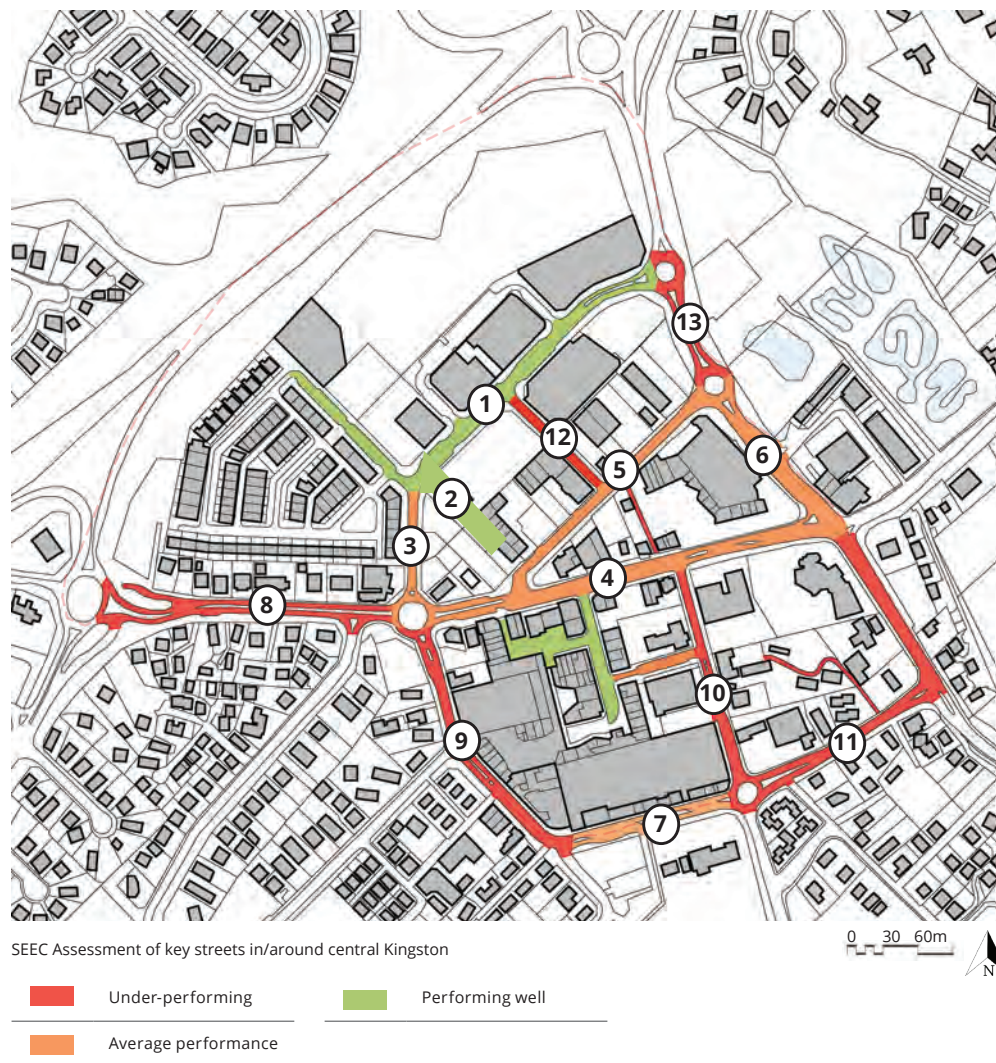 13
1
12
5
6
2
3
4
8
10
9
11
7
SEEC Assessment of key streets in/around central Kingston
0 30 60m
N
Under-performing
Performing well
Average performance